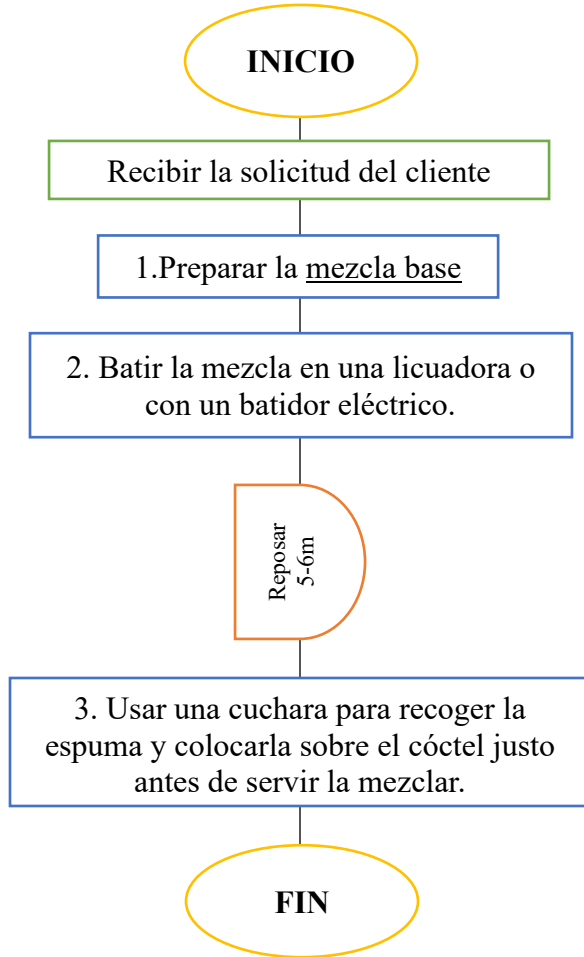 INICIO
Recibir la solicitud del cliente
1.Preparar la mezcla base
2. Batir la mezcla en una licuadora o
con un batidor eléctrico.
Reposar
5-6m
3. Usar una cuchara para recoger la
espuma y colocarla sobre el cóctel justo
antes de servir la mezclar.
FIN